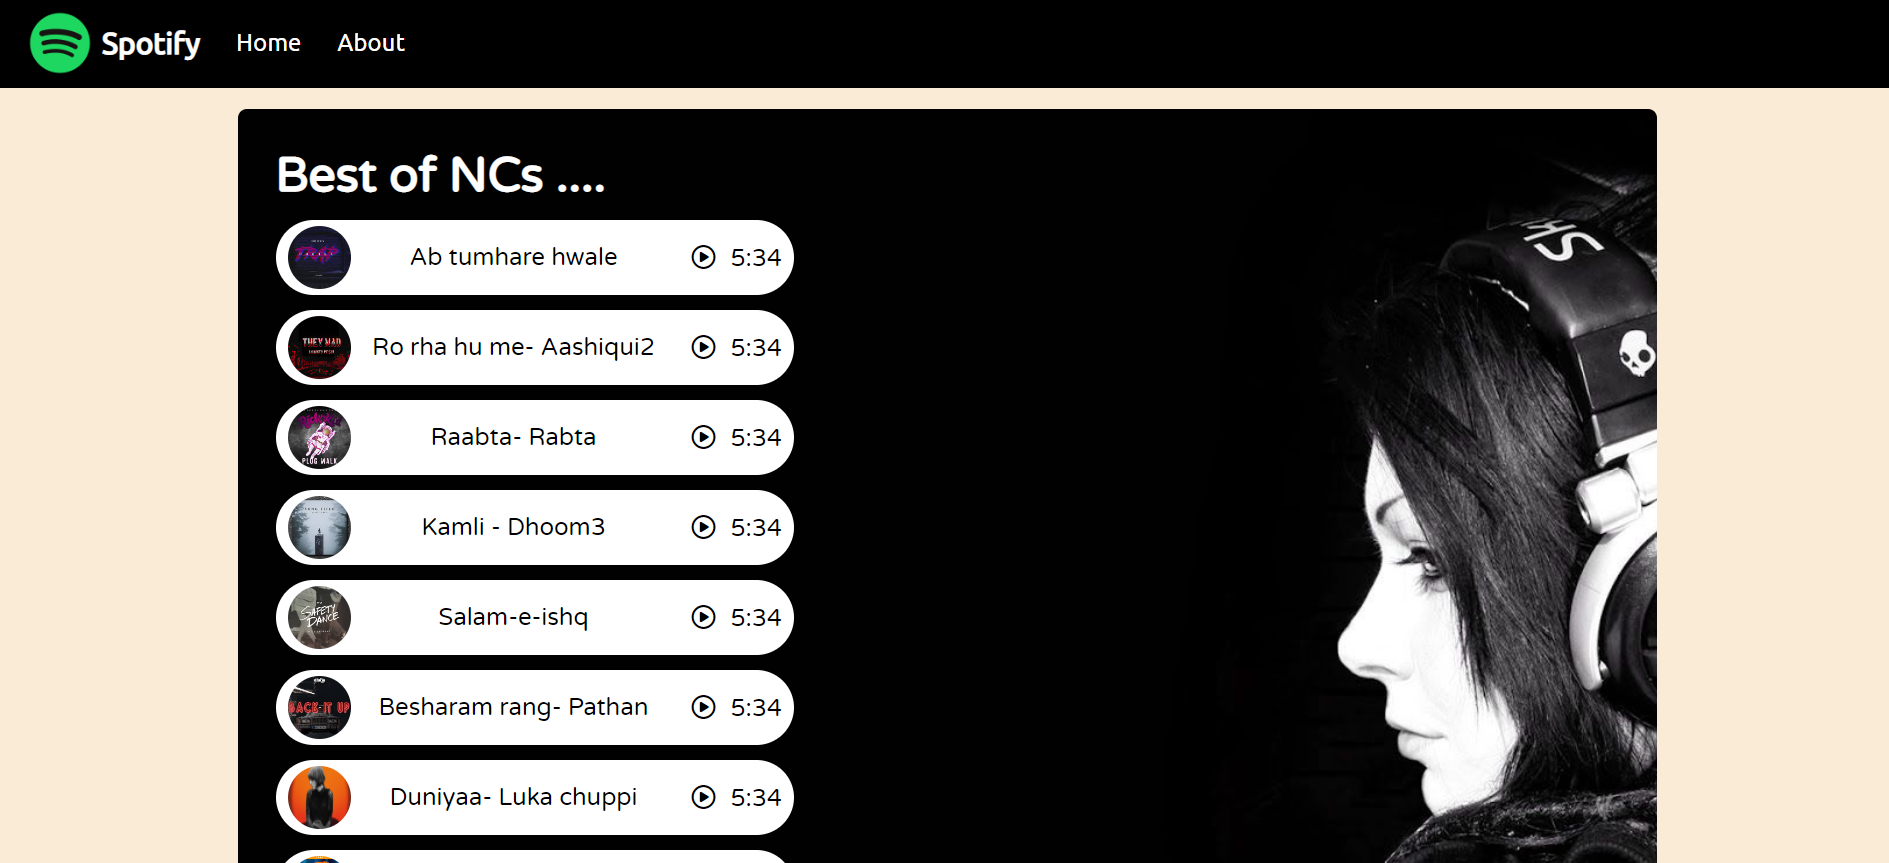 Spotify Home About
Best of NCs ....
Ab tumhare hwale 5:34
THEY MAD
Ro rha hu me- Aashiqui2 5:34
Raabta- Rabta 5:34
PLUG WALK
Kamli - Dhoom3 5:34
SAFETY DANCE
Salam-e-ishq 5:34
BACK-IT UP
Besharam rang- Pathan 5:34
Duniyaa- Luka chuppi 5:34